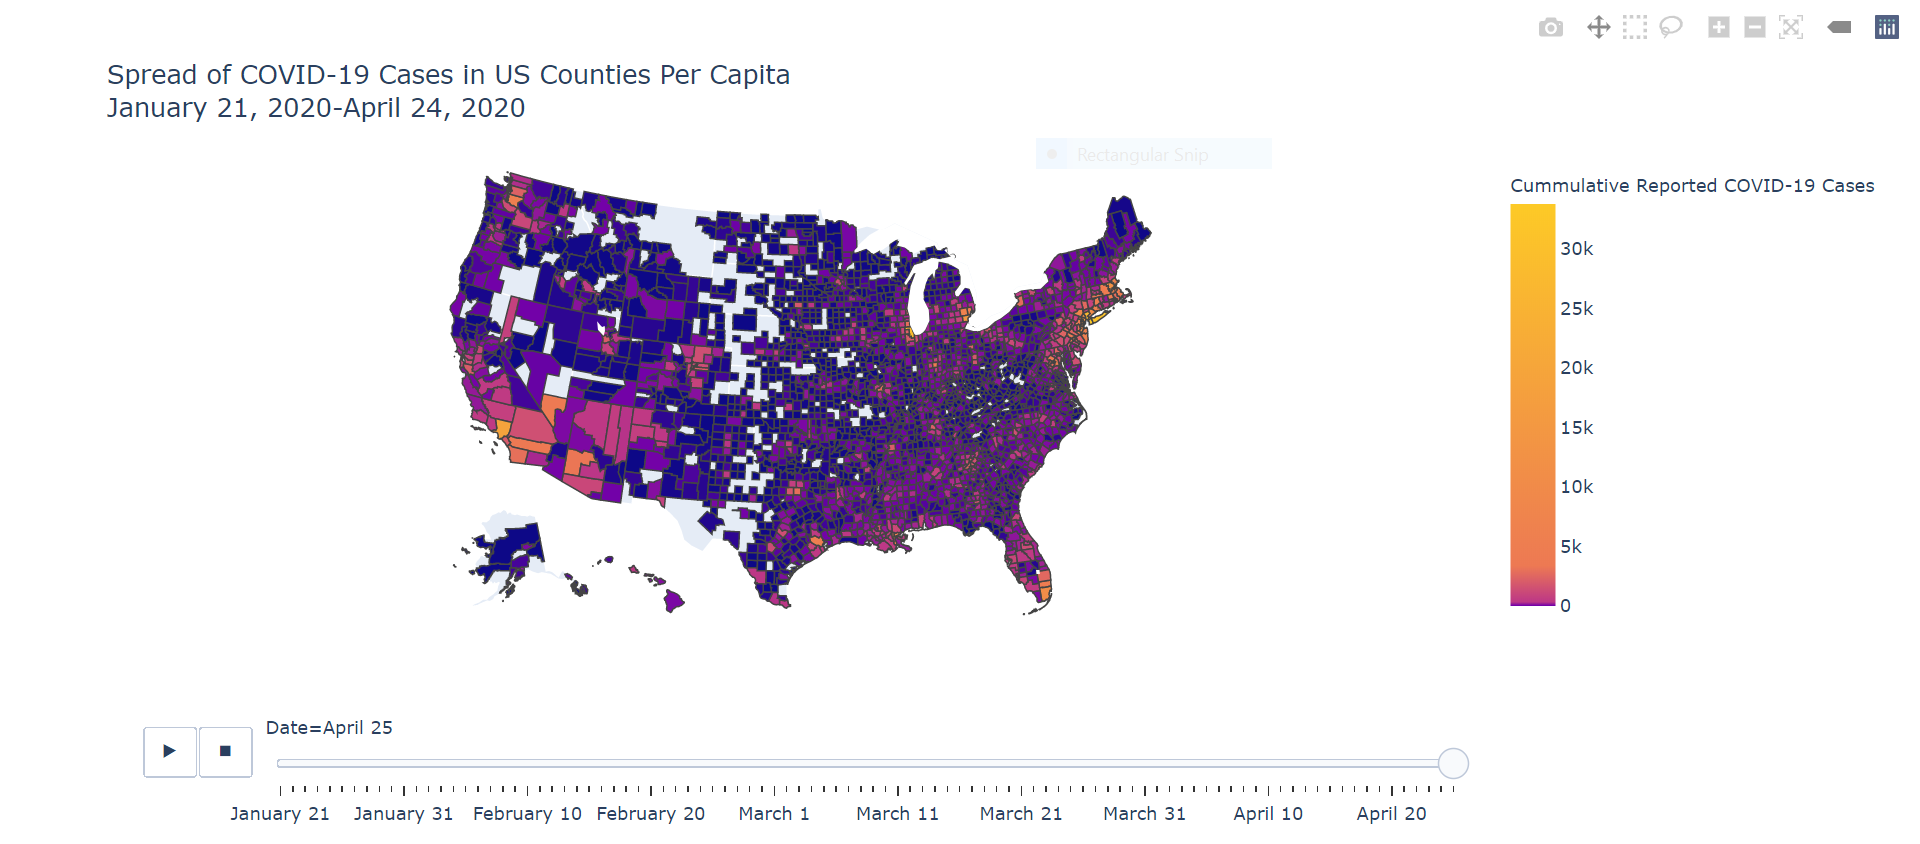 Spread of COVID-19 Cases in US Counties Per Capita
January 21, 2020-April 24, 2020
Rectangular Snip
Cummulative Reported COVID-19 Cases
30k
25k
20k
15k
10k
5k
0
Date=April 25
January 21 January 31 February 10 February 20 March 1 March 11 March 21 March 31 April 10 April 20